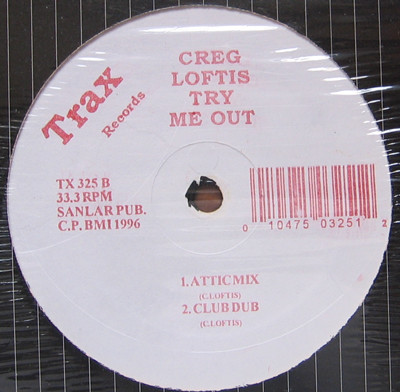 Trax
Records
CREG
LOFTIS
TRY
ME OUT
TX 325 B
33.3 RPM
SANLAR PUB.
C.P. BMI 1996
0 10475 03251 2
1. ATTIC MIX
(C.LOFTIS)
2. CLUB DUB
(C.LOFTIS)